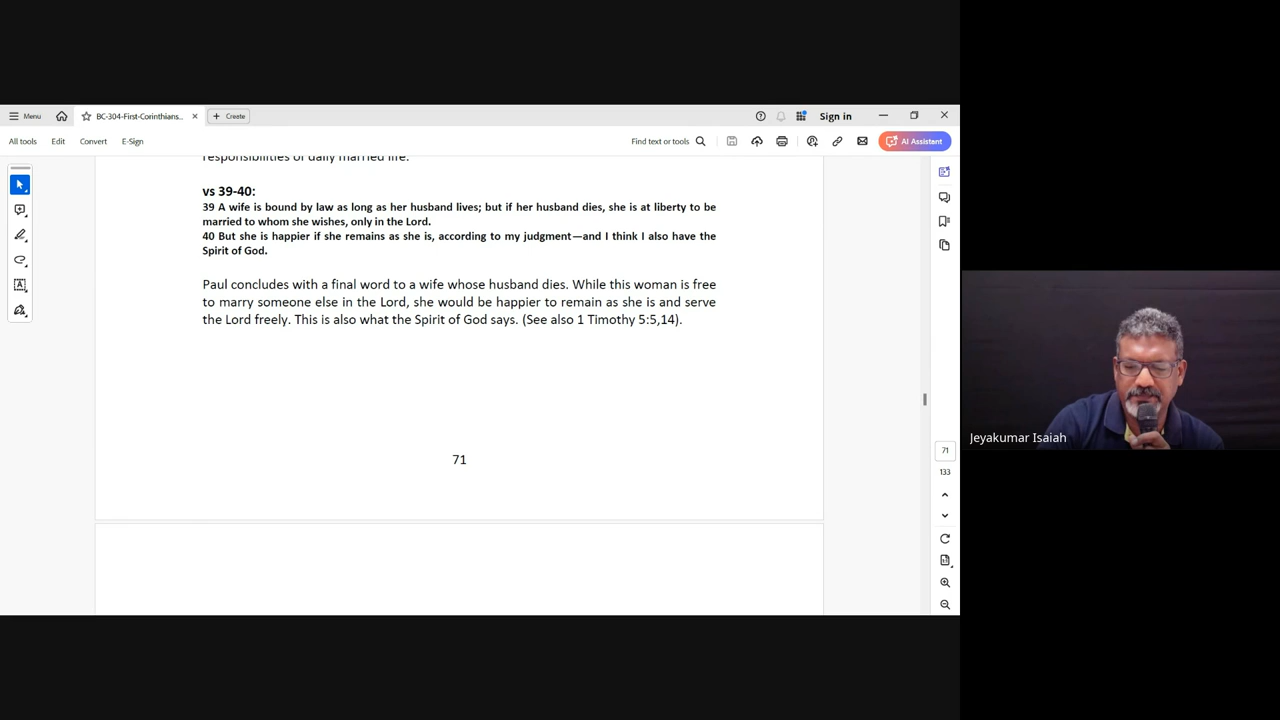 Menu
BC-304-First-Corinthians...
Create
Sign in
All tools
Edit
Convert
E-Sign
Find text or tools
AI Assistant
responsibilities of daily married life.
vs 39-40:
39 A wife is bound by law as long as her husband lives; but if her husband dies, she is at liberty to be
married to whom she wishes, only in the Lord.
40 But she is happier if she remains as she is, according to my judgment—and I think I also have the
Spirit of God.
Paul concludes with a final word to a wife whose husband dies. While this woman is free
to marry someone else in the Lord, she would be happier to remain as she is and serve
the Lord freely. This is also what the Spirit of God says. (See also 1 Timothy 5:5,14).
71
71
133
Jeyakumar Isaiah